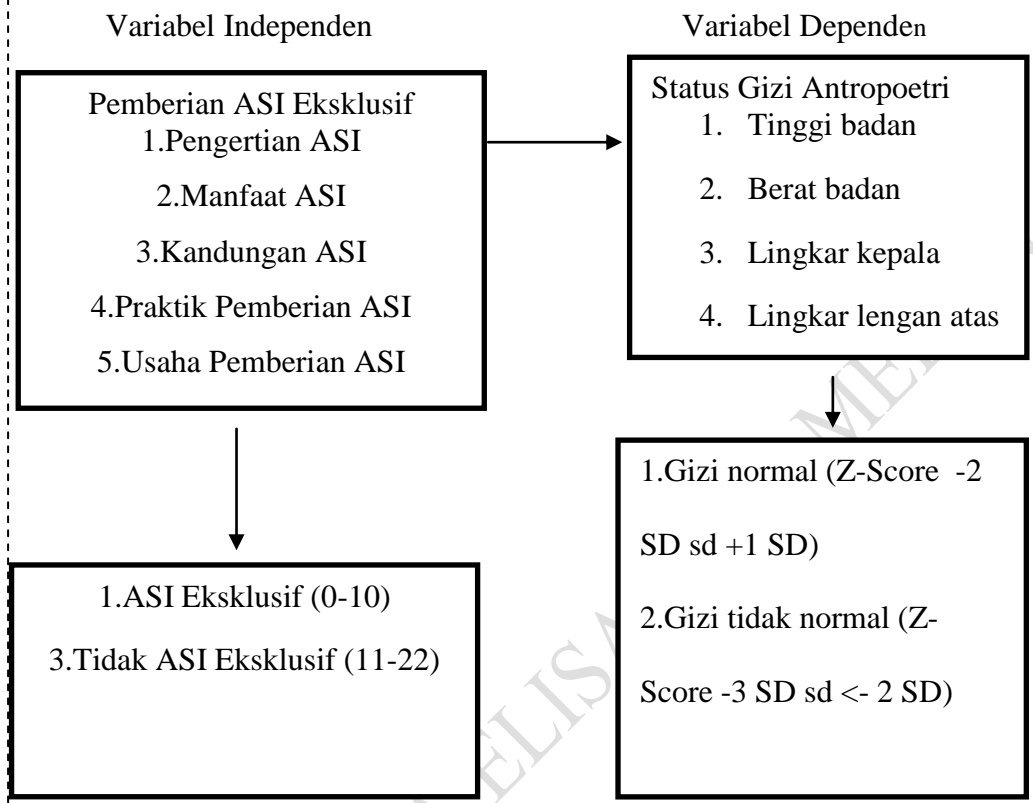 Variabel Independen
Variabel Dependen
Pemberian ASI Eksklusif
1.Pengertian ASI
2.Manfaat ASI
3.Kandungan ASI
4.Praktik Pemberian ASI
5.Usaha Pemberian ASI
Status Gizi Antropoetri
1. Tinggi badan
2. Berat badan
3. Lingkar kepala
4. Lingkar lengan atas
1.ASI Eksklusif (0-10)
3.Tidak ASI Eksklusif (11-22)
1.Gizi normal (Z-Score -2
SD sd +1 SD)
2.Gizi tidak normal (Z-
Score -3 SD sd <- 2 SD)